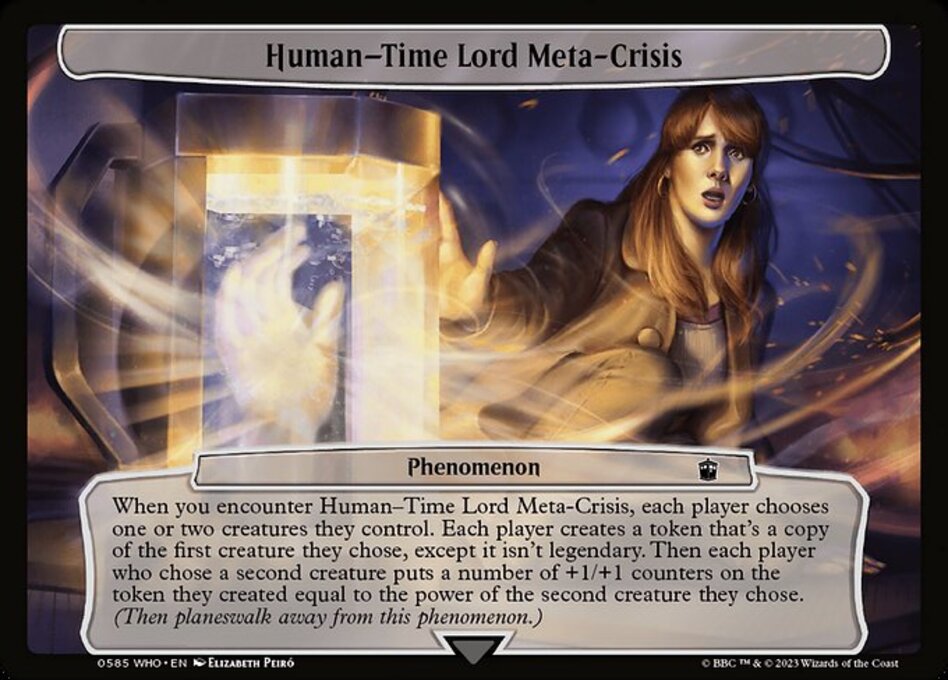 Human–Time Lord Meta-Crisis
Phenomenon
When you encounter Human–Time Lord Meta-Crisis, each player chooses
one or two creatures they control. Each player creates a token that's a copy
of the first creature they chose, except it isn't legendary. Then each player
who chose a second creature puts a number of +1/+1 counters on the
token they created equal to the power of the second creature they chose.
(Then planeswalk away from this phenomenon.)
0585 WHO • EN Elizabeth Peiró
© BBC ™ & © 2023 Wizards of the Coast